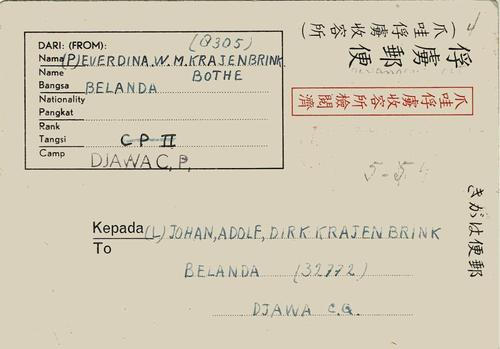 DARI: (FROM): (Q305)
Nama (P)EVERDINA.W.M.KRAJENBRINK
Name BOTHE
Bangsa BELANDA
Nationality
Pangkat
Rank
Tangsi C P II
Camp
DJAWA C.P.
俘虜郵便
(爪哇俘虜收容所)
爪哇俘虜收容所檢閲濟
5-5
きがは便郵
Kepada (L) JOHAN, ADOLF, DIRK KRAJENBRINK
To
BELANDA (32772)
DJAWA C.Q.